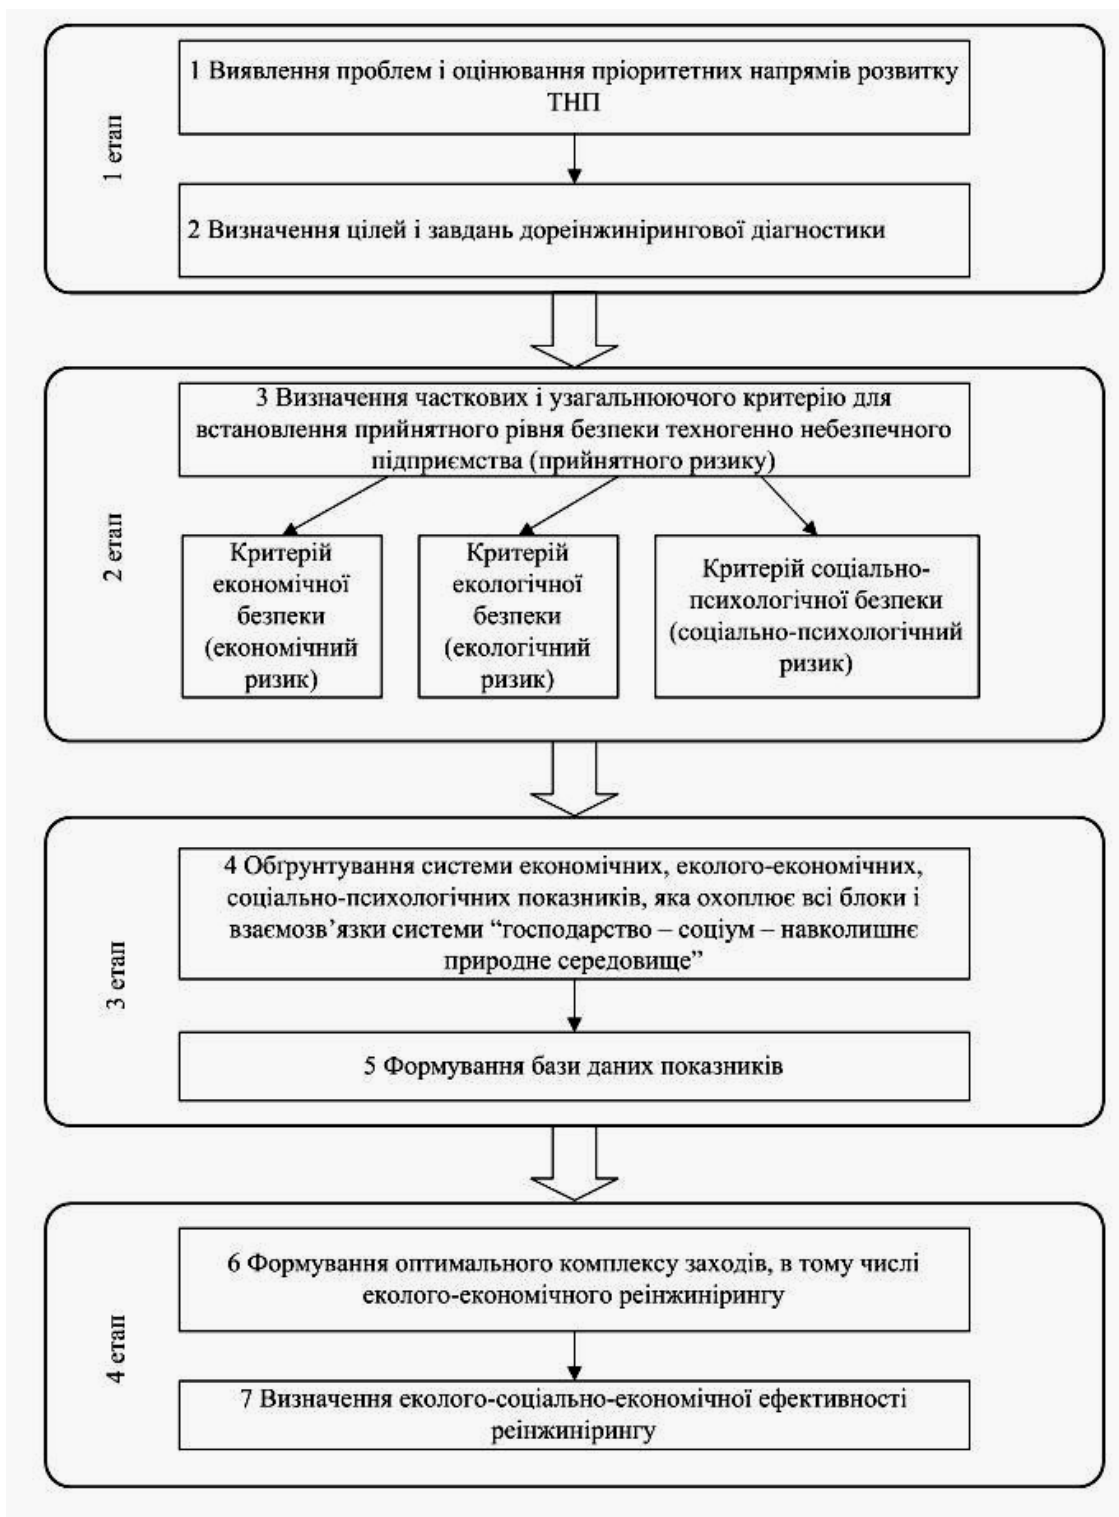 1 етап
1 Виявлення проблем і оцінювання пріоритетних напрямів розвитку
ТНП
2 Визначення цілей і завдань дореінжинірингової діагностики
2 етап
3 Визначення часткових і узагальнюючого критерію для
встановлення прийнятного рівня безпеки техногенно небезпечного
підприємства (прийнятного ризику)
Критерій
економічної
безпеки
(економічний
ризик)
Критерій
екологічної
безпеки
(екологічний
ризик)
Критерій соціально-
психологічної безпеки
(соціально-психологічний
ризик)
3 етап
4 Обґрунтування системи економічних, еколого-економічних,
соціально-психологічних показників, яка охоплює всі блоки і
взаємозв’язки системи “господарство – соціум – навколишнє
природне середовище”
5 Формування бази даних показників
4 етап
6 Формування оптимального комплексу заходів, в тому числі
еколого-економічного реінжинірингу
7 Визначення еколого-соціально-економічної ефективності
реінжинірингу